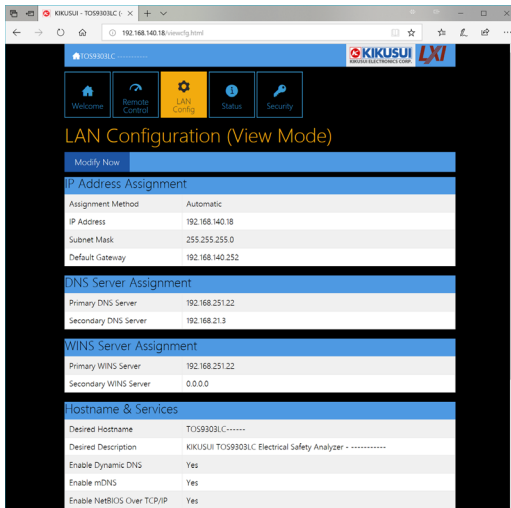 KIKUSUI - TOS9303LC (-
192.168.140.18/viewcfg.html
TOS9303LC -----------
KIKUSUI
KIKUSUI ELECTRONICS CORP.
LXI
Welcome
Remote Control
LAN Config
Status
Security
LAN Configuration (View Mode)
Modify Now
IP Address Assignment
Assignment Method Automatic
IP Address 192.168.140.18
Subnet Mask 255.255.255.0
Default Gateway 192.168.140.252
DNS Server Assignment
Primary DNS Server 192.168.251.22
Secondary DNS Server 192.168.21.3
WINS Server Assignment
Primary WINS Server 192.168.251.22
Secondary WINS Server 0.0.0.0
Hostname & Services
Desired Hostname TOS9303LC------
Desired Description KIKUSUI TOS9303LC Electrical Safety Analyzer - -----------
Enable Dynamic DNS Yes
Enable mDNS Yes
Enable NetBIOS Over TCP/IP Yes